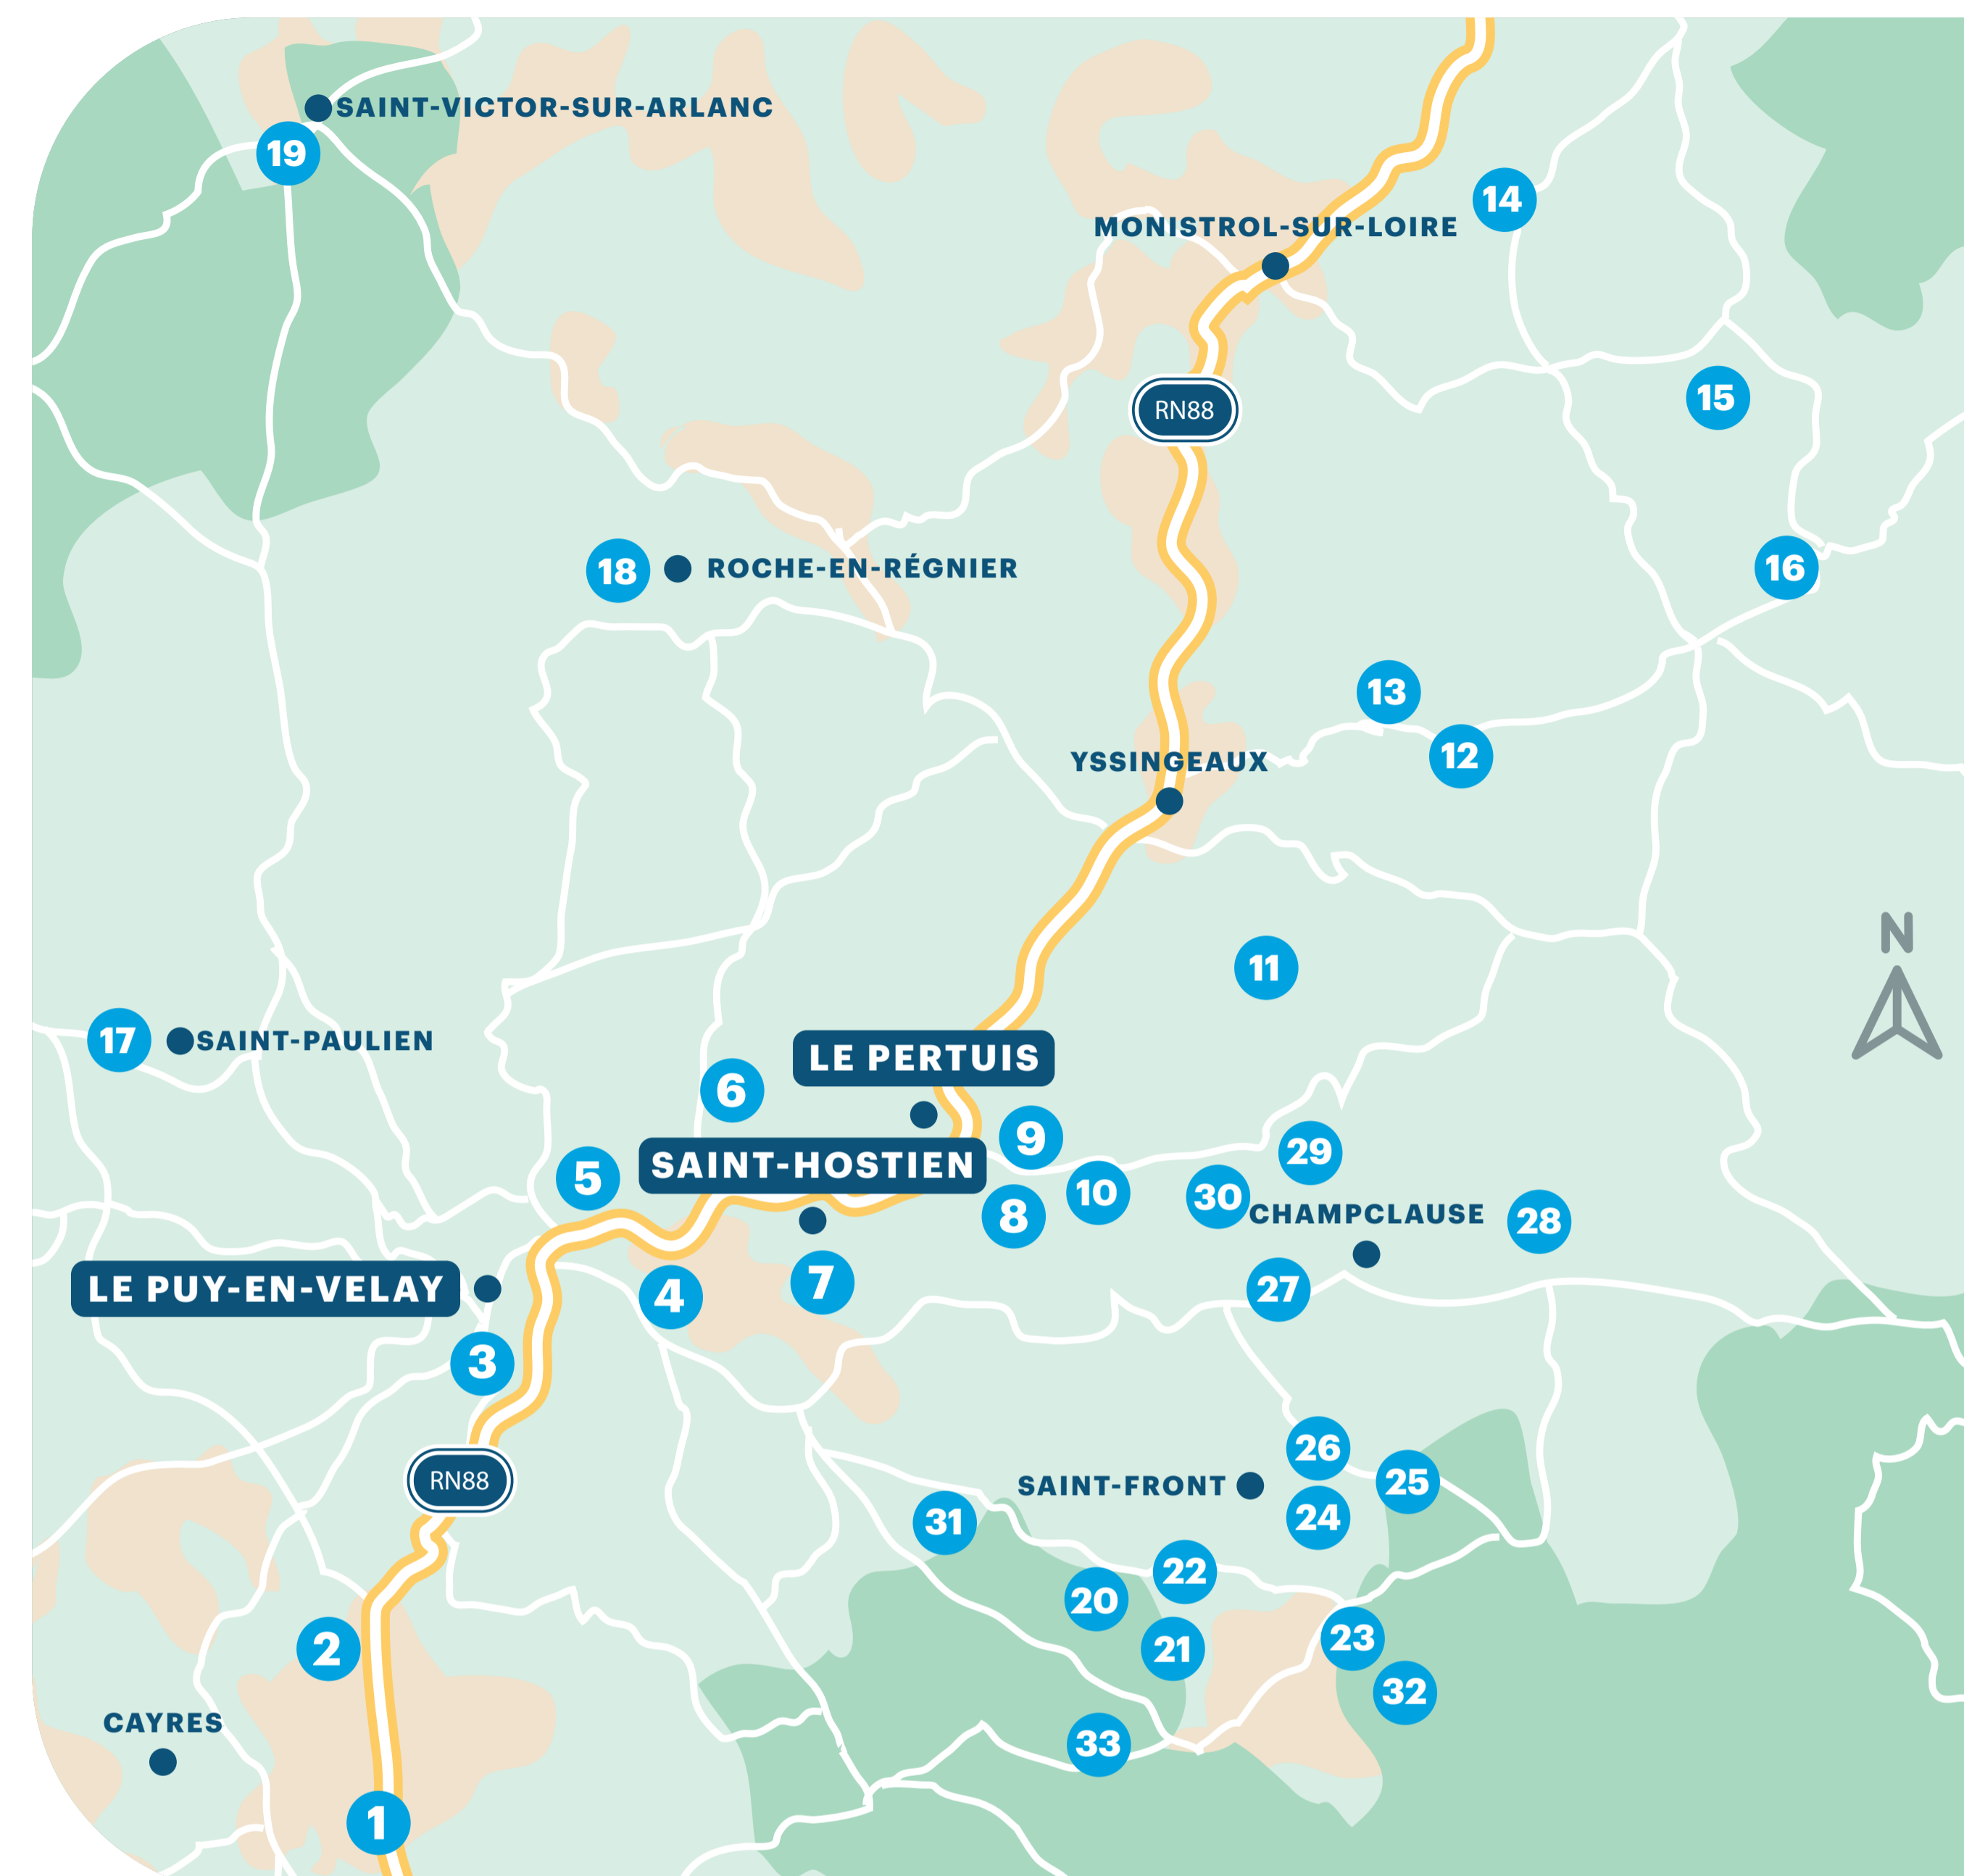 SAINT-VICTOR-SUR-ARLANC
19
14
MONISTROL-SUR-LOIRE
15
RN88
18
ROCHE-EN-RÉGNIER
16
13
12
YSSINGEAUX
N
11
17
SAINT-PAULIEN
LE PERTUIS
6
9
29
SAINT-HOSTIEN
5
10
30
8
CHAMPCLAUSE
28
LE PUY-EN-VELAY
4
7
27
3
26
RN88
SAINT-FRONT
25
31
24
22
20
2
21
23
32
CAYRES
33
1